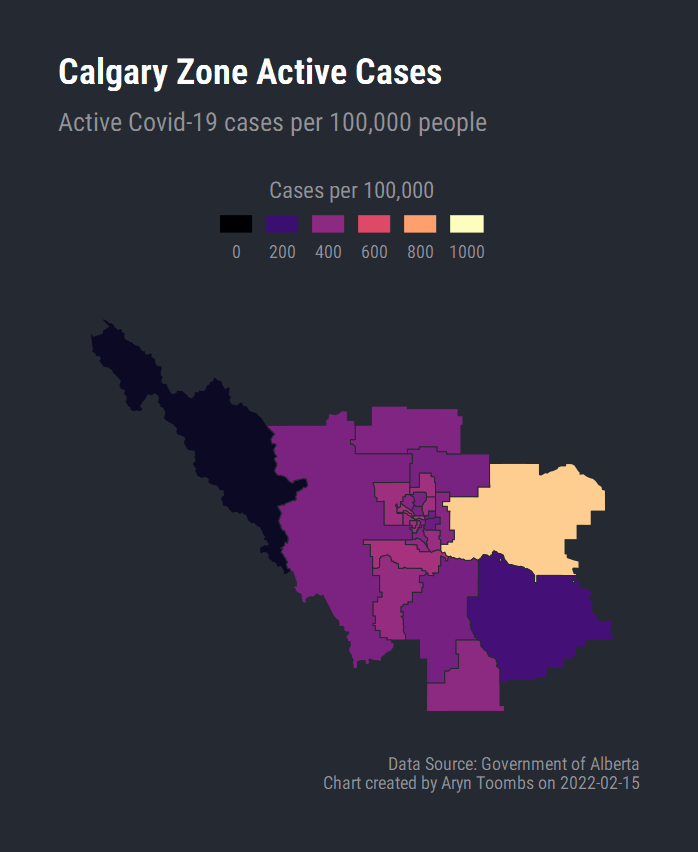 Calgary Zone Active Cases
Active Covid-19 cases per 100,000 people
Cases per 100,000
0 200 400 600 800 1000
Data Source: Government of Alberta
Chart created by Aryn Toombs on 2022-02-15